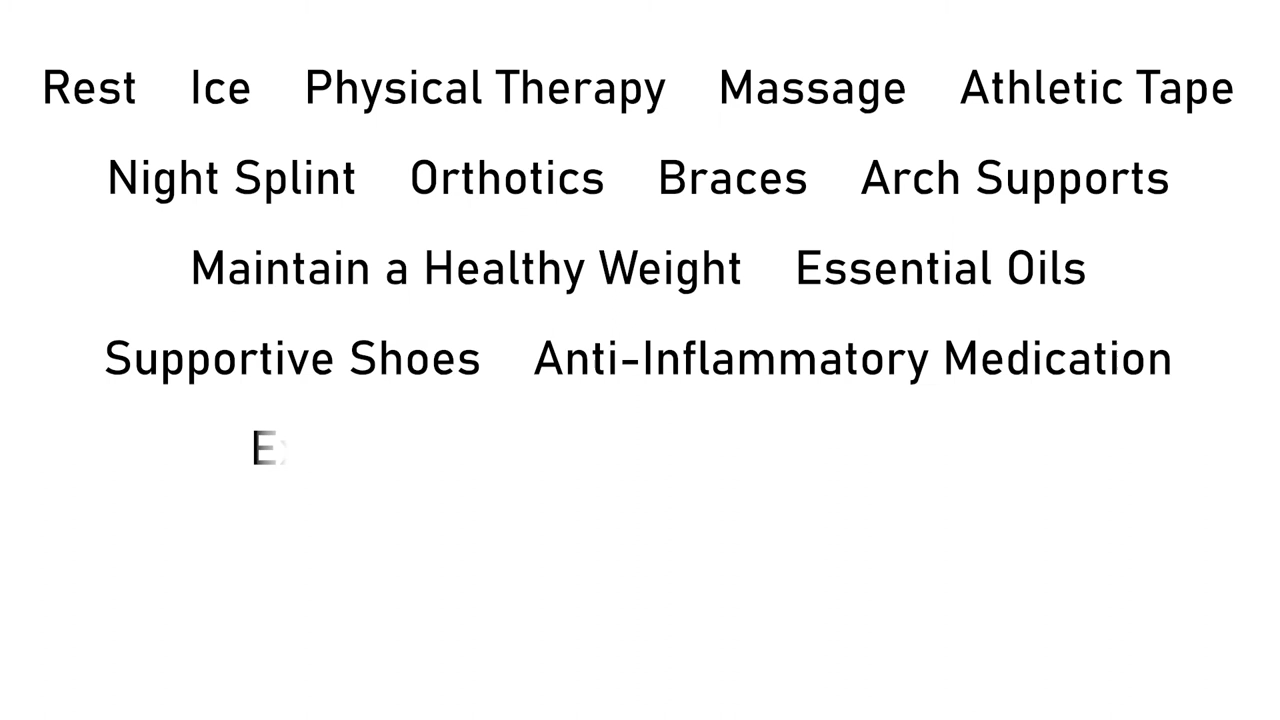 Rest Ice Physical Therapy Massage Athletic Tape
Night Splint Orthotics Braces Arch Supports
Maintain a Healthy Weight Essential Oils
Supportive Shoes Anti-Inflammatory Medication